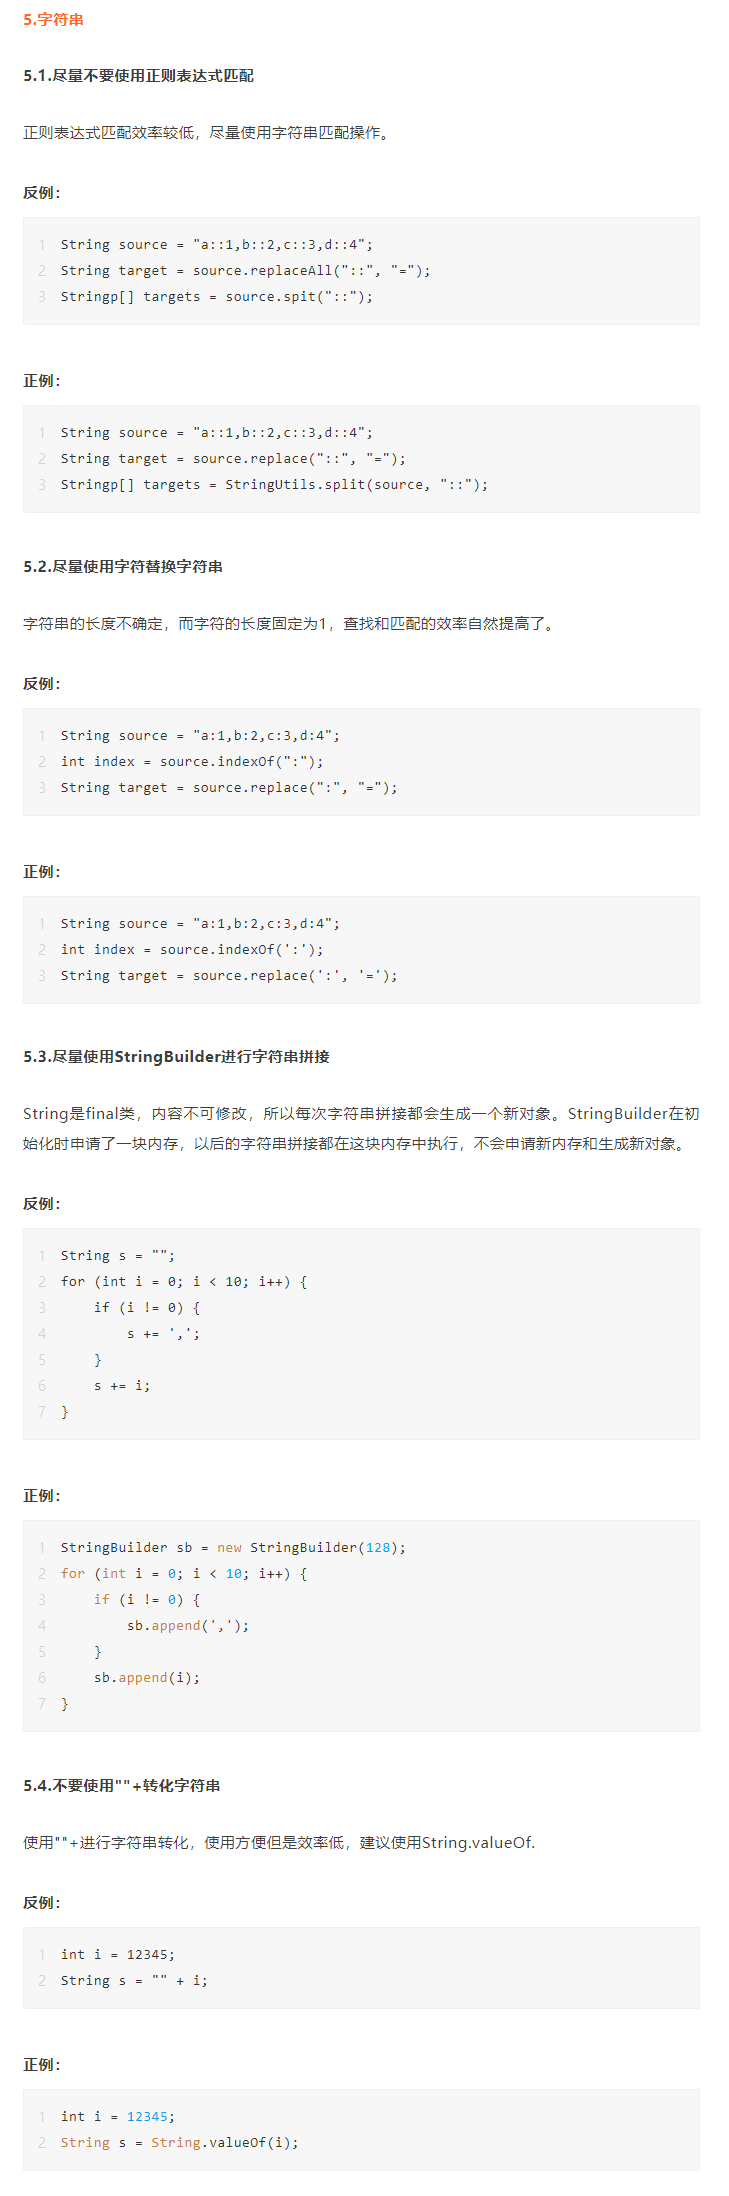 5.字符串
5.1.尽量不要使用正则表达式匹配
正则表达式匹配效率较低，尽量使用字符串匹配操作。
反例：
1 String source = "a::1,b::2,c::3,d::4";
2 String target = source.replaceAll("::", "=");
3 Stringp[] targets = source.spit("::");
正例：
1 String source = "a::1,b::2,c::3,d::4";
2 String target = source.replace("::", "=");
3 Stringp[] targets = StringUtils.split(source, "::");
5.2.尽量使用字符替换字符串
字符串的长度不确定，而字符的长度固定为1，查找和匹配的效率自然提高了。
反例：
1 String source = "a:1,b:2,c:3,d:4";
2 int index = source.indexOf(":");
3 String target = source.replace(":", "=");
正例：
1 String source = "a:1,b:2,c:3,d:4";
2 int index = source.indexOf(':');
3 String target = source.replace(':', '=');
5.3.尽量使用StringBuilder进行字符串拼接
String是final类，内容不可修改，所以每次字符串拼接都会生成一个新对象。StringBuilder在初
始化时申请了一块内存，以后的字符串拼接都在这块内存中执行，不会申请新内存和生成新对象。
反例：
1 String s = "";
2 for (int i = 0; i < 10; i++) {
3     if (i != 0) {
4         s += ',';
5     }
6     s += i;
7 }
正例：
1 StringBuilder sb = new StringBuilder(128);
2 for (int i = 0; i < 10; i++) {
3     if (i != 0) {
4         sb.append(',');
5     }
6     sb.append(i);
7 }
5.4.不要使用""+转化字符串
使用""+进行字符串转化，使用方便但是效率低，建议使用String.valueOf.
反例：
1 int i = 12345;
2 String s = "" + i;
正例：
1 int i = 12345;
2 String s = String.valueOf(i);